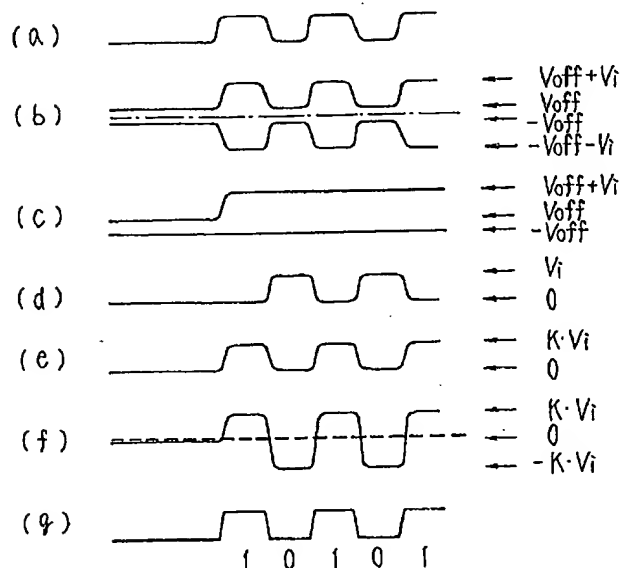 (a)
(b)
Voff+Vi
Voff
-Voff
-Voff-Vi
(c)
Voff+Vi
Voff
-Voff
(d)
Vi
0
(e)
K·Vi
0
(f)
K·Vi
0
-K·Vi
(g)
1 0 1 0 1